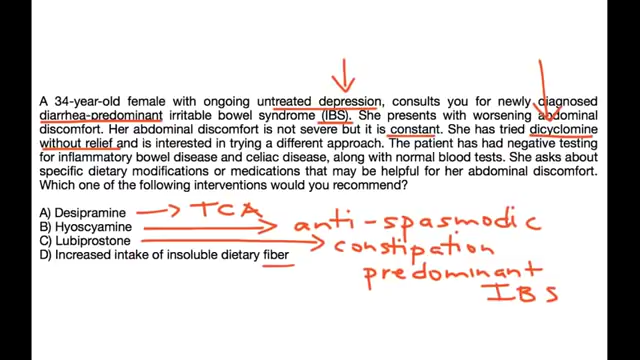 A 34-year-old female with ongoing untreated depression, consults you for newly diagnosed
diarrhea-predominant irritable bowel syndrome (IBS). She presents with worsening abdominal
discomfort. Her abdominal discomfort is not severe but it is constant. She has tried dicyclomine
without relief and is interested in trying a different approach. The patient has had negative testing
for inflammatory bowel disease and celiac disease, along with normal blood tests. She asks about
specific dietary modifications or medications that may be helpful for her abdominal discomfort.
Which one of the following interventions would you recommend?
A) Desipramine TCA
B) Hyoscyamine anti-spasmodic
C) Lubiprostone constipation
D) Increased intake of insoluble dietary fiber
predominant
IBS